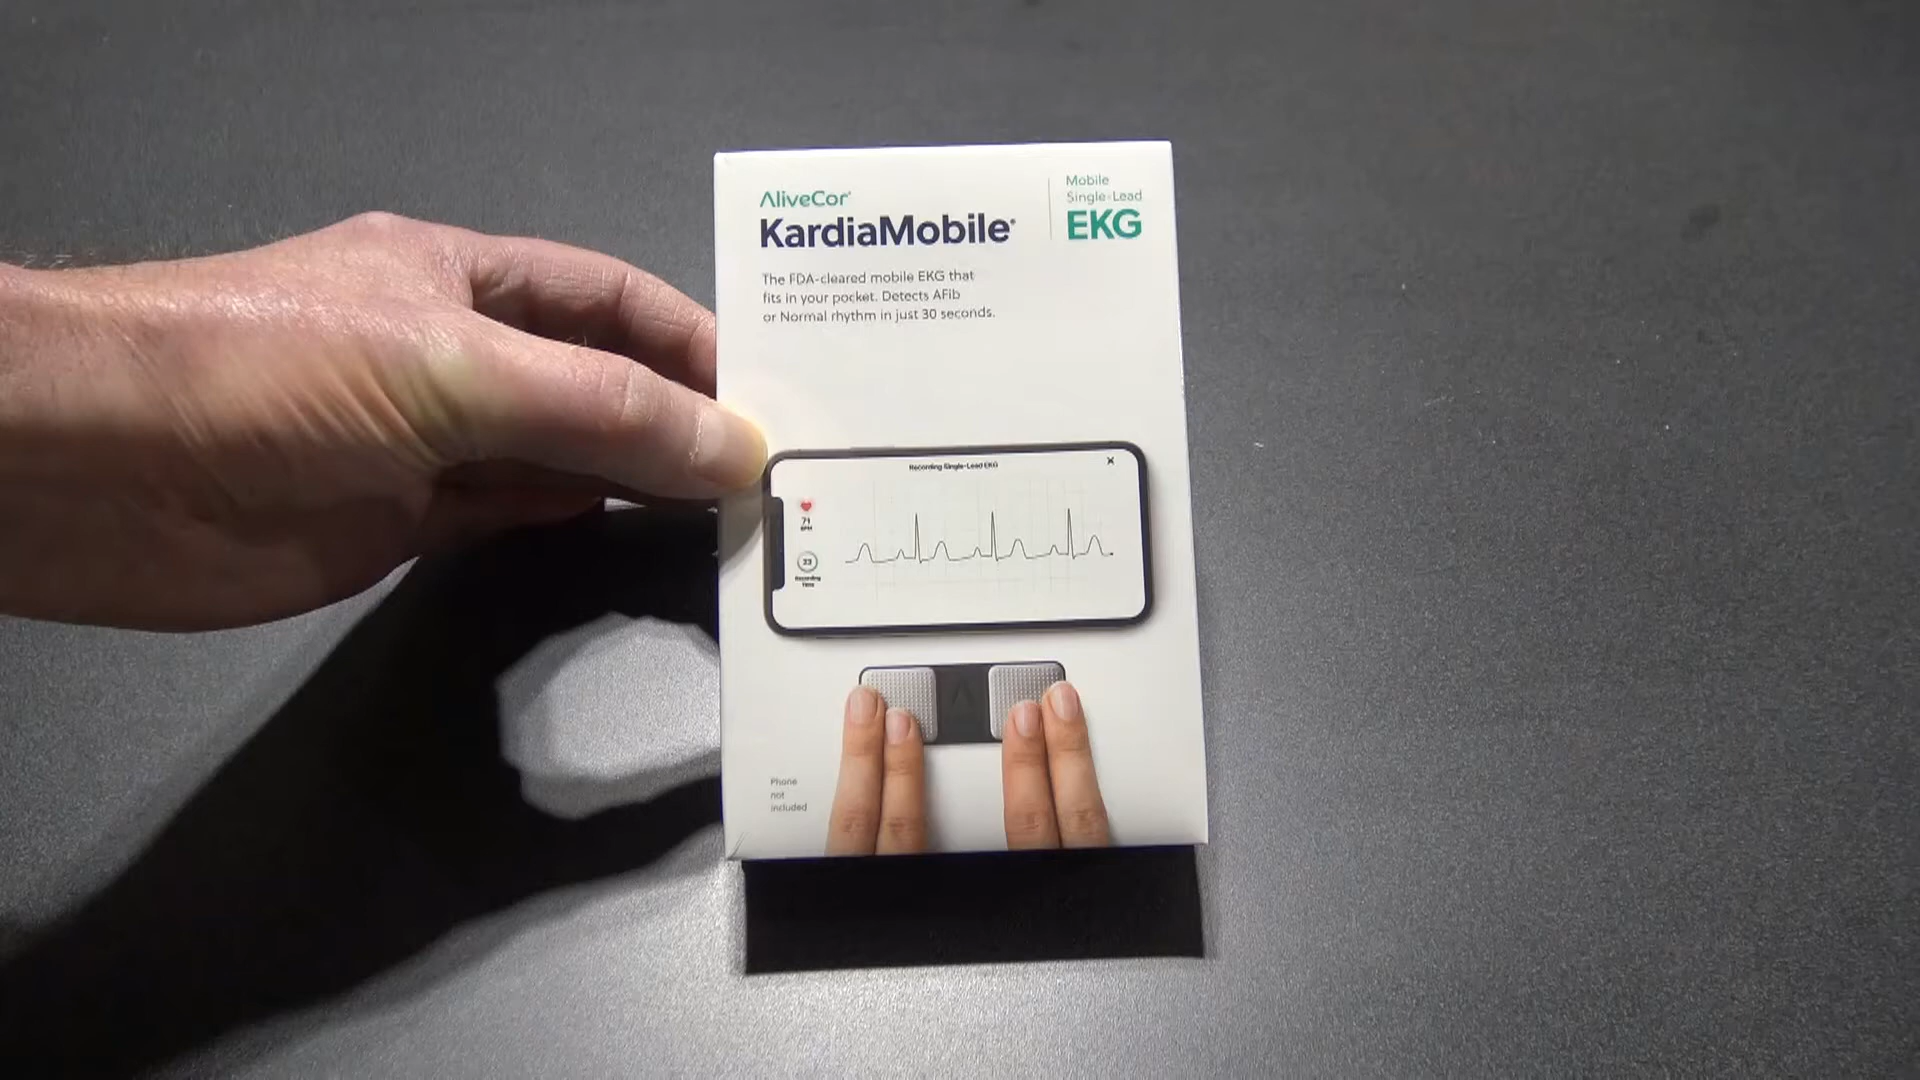 AliveCor®
KardiaMobile®
Mobile
Single-Lead
EKG
The FDA-cleared mobile EKG that
fits in your pocket. Detects AFib
or Normal rhythm in just 30 seconds.
Recording Single-Lead EKG
71
BPM
23
Recording
Time
Phone
not
included